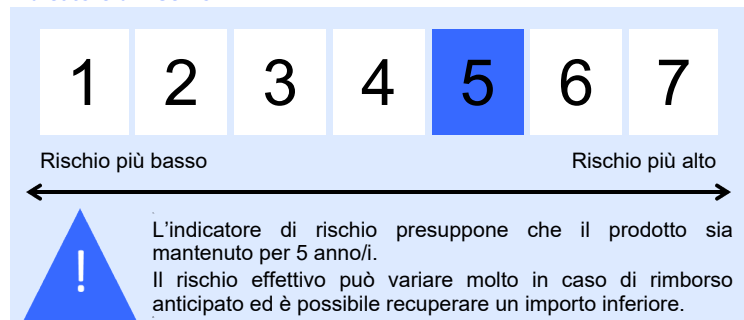 1 2 3 4 5 6 7
Rischio più basso Rischio più alto
!
L'indicatore di rischio presuppone che il prodotto sia
mantenuto per 5 anno/i.
Il rischio effettivo può variare molto in caso di rimborso
anticipato ed è possibile recuperare un importo inferiore.